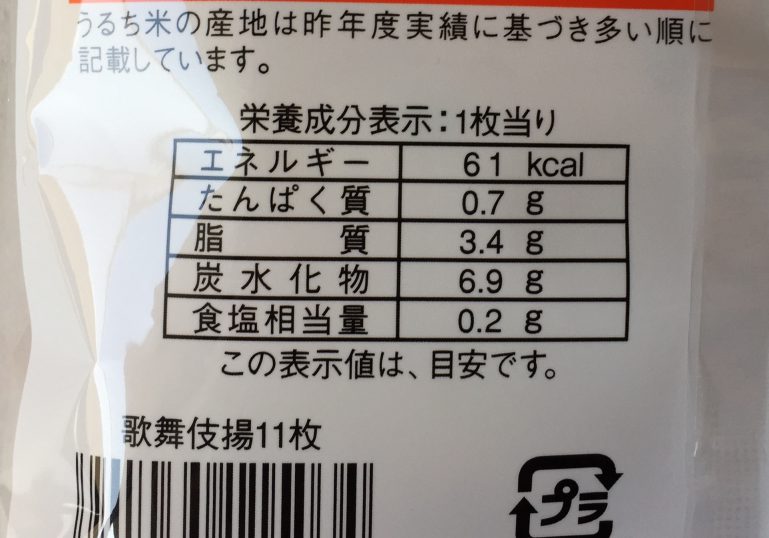 うるち米の産地は昨年度実績に基づき多い順に
記載しています。
栄養成分表示：1枚当り
エネルギー 61 kcal
たんぱく質 0.7 g
脂質 3.4 g
炭水化物 6.9 g
食塩相当量 0.2 g
この表示値は、目安です。
歌舞伎揚11枚
プラ